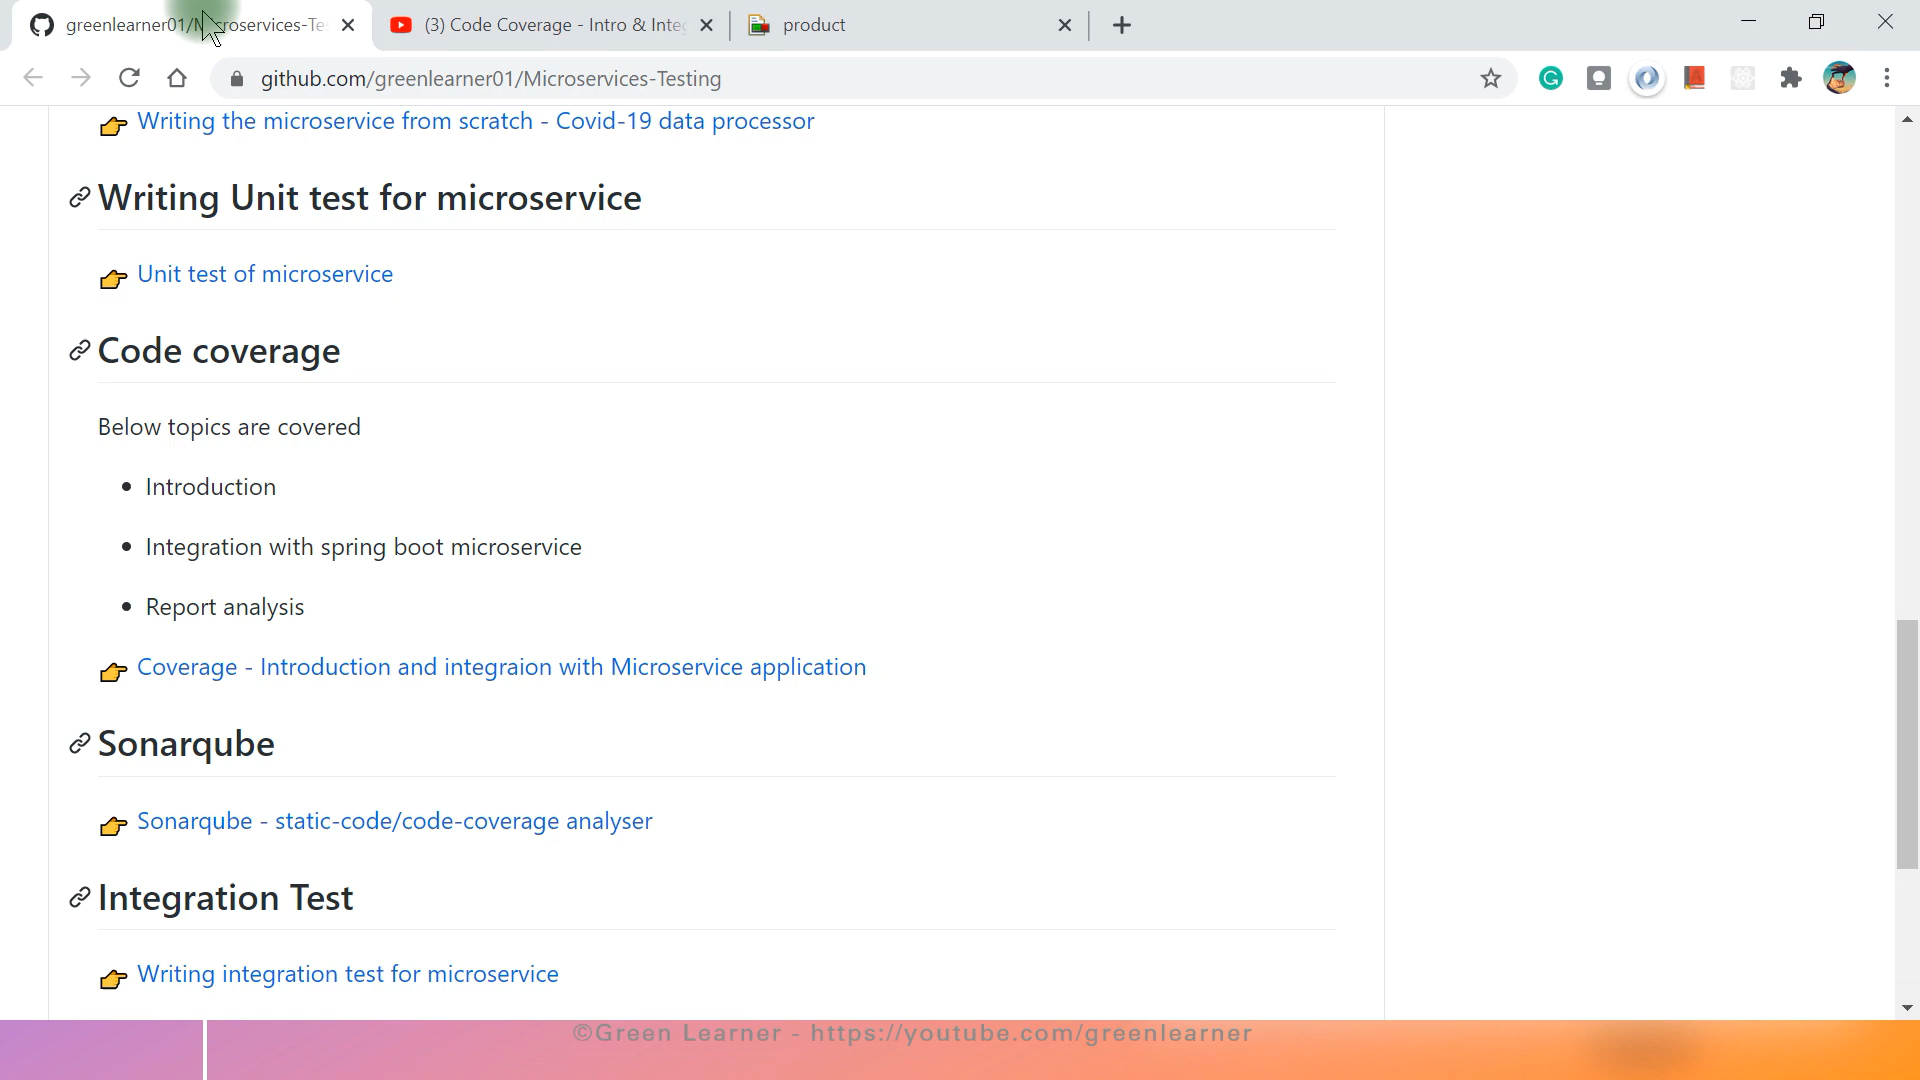 greenlearner01/Microservices-Te
(3) Code Coverage - Intro & Inte
product
github.com/greenlearner01/Microservices-Testing
Writing the microservice from scratch - Covid-19 data processor
Writing Unit test for microservice
Unit test of microservice
Code coverage
Below topics are covered
Introduction
Integration with spring boot microservice
Report analysis
Coverage - Introduction and integraion with Microservice application
Sonarqube
Sonarqube - static-code/code-coverage analyser
Integration Test
Writing integration test for microservice
©Green Learner - https://youtube.com/greenlearner